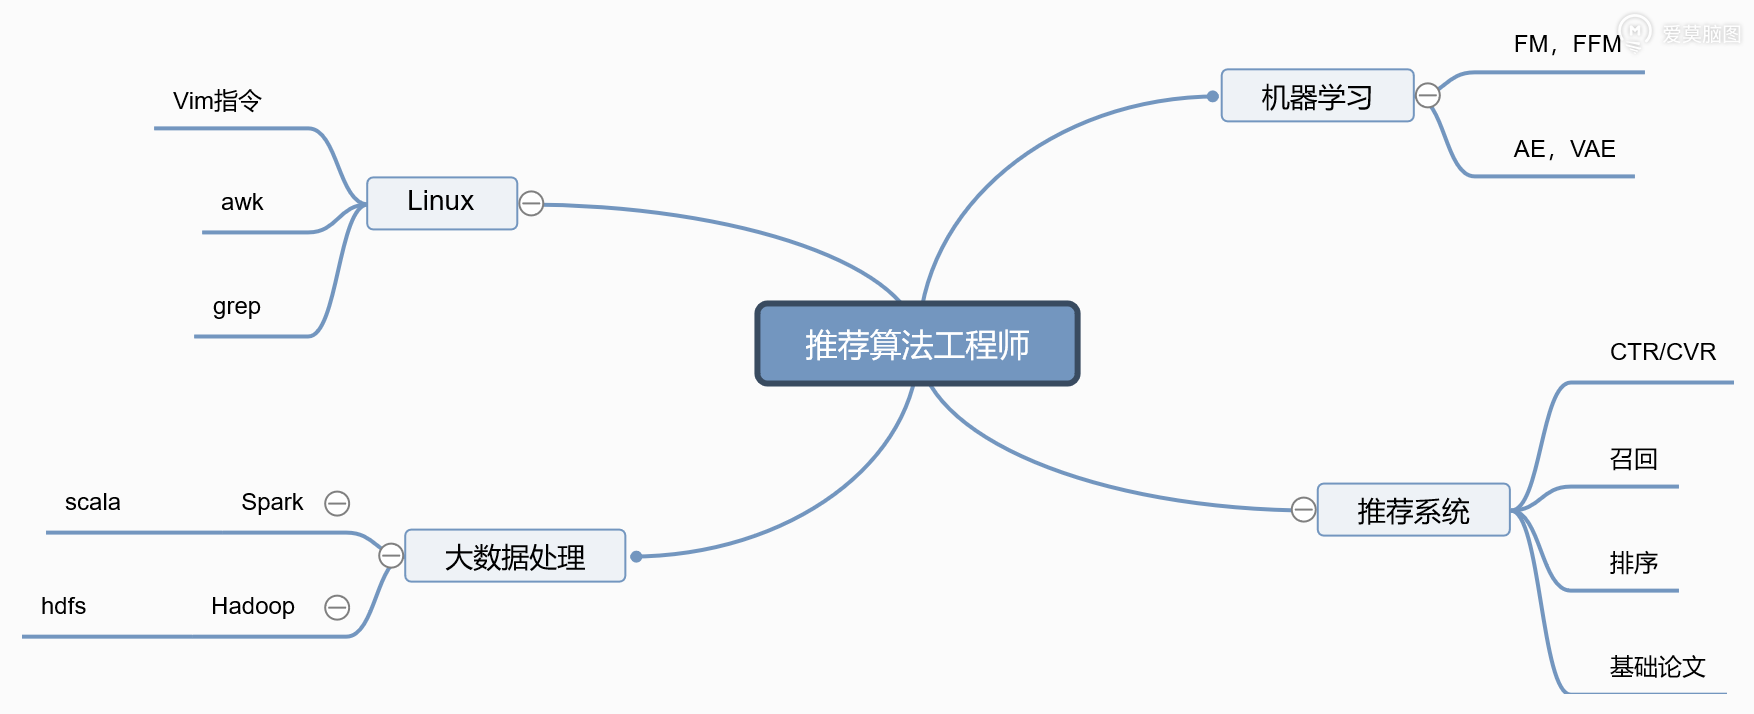 推荐算法工程师
机器学习
FM，FFM
AE，VAE
推荐系统
CTR/CVR
召回
排序
基础论文
Linux
Vim指令
awk
grep
大数据处理
Spark
scala
Hadoop
hdfs
爱莫脑图